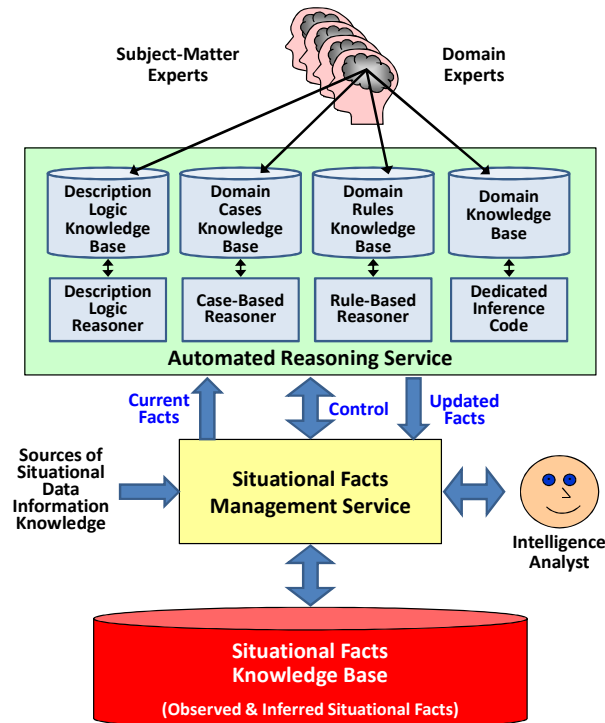 Subject-Matter
Experts
Domain
Experts
Description
Logic
Knowledge
Base
Domain
Cases
Knowledge
Base
Domain
Rules
Knowledge
Base
Domain
Knowledge
Base
Description
Logic
Reasoner
Case-Based
Reasoner
Rule-Based
Reasoner
Dedicated
Inference
Code
Automated Reasoning Service
Current
Facts
Control
Updated
Facts
Sources of
Situational
Data
Information
Knowledge
Situational Facts
Management Service
Intelligence
Analyst
Situational Facts
Knowledge Base
(Observed & Inferred Situational Facts)